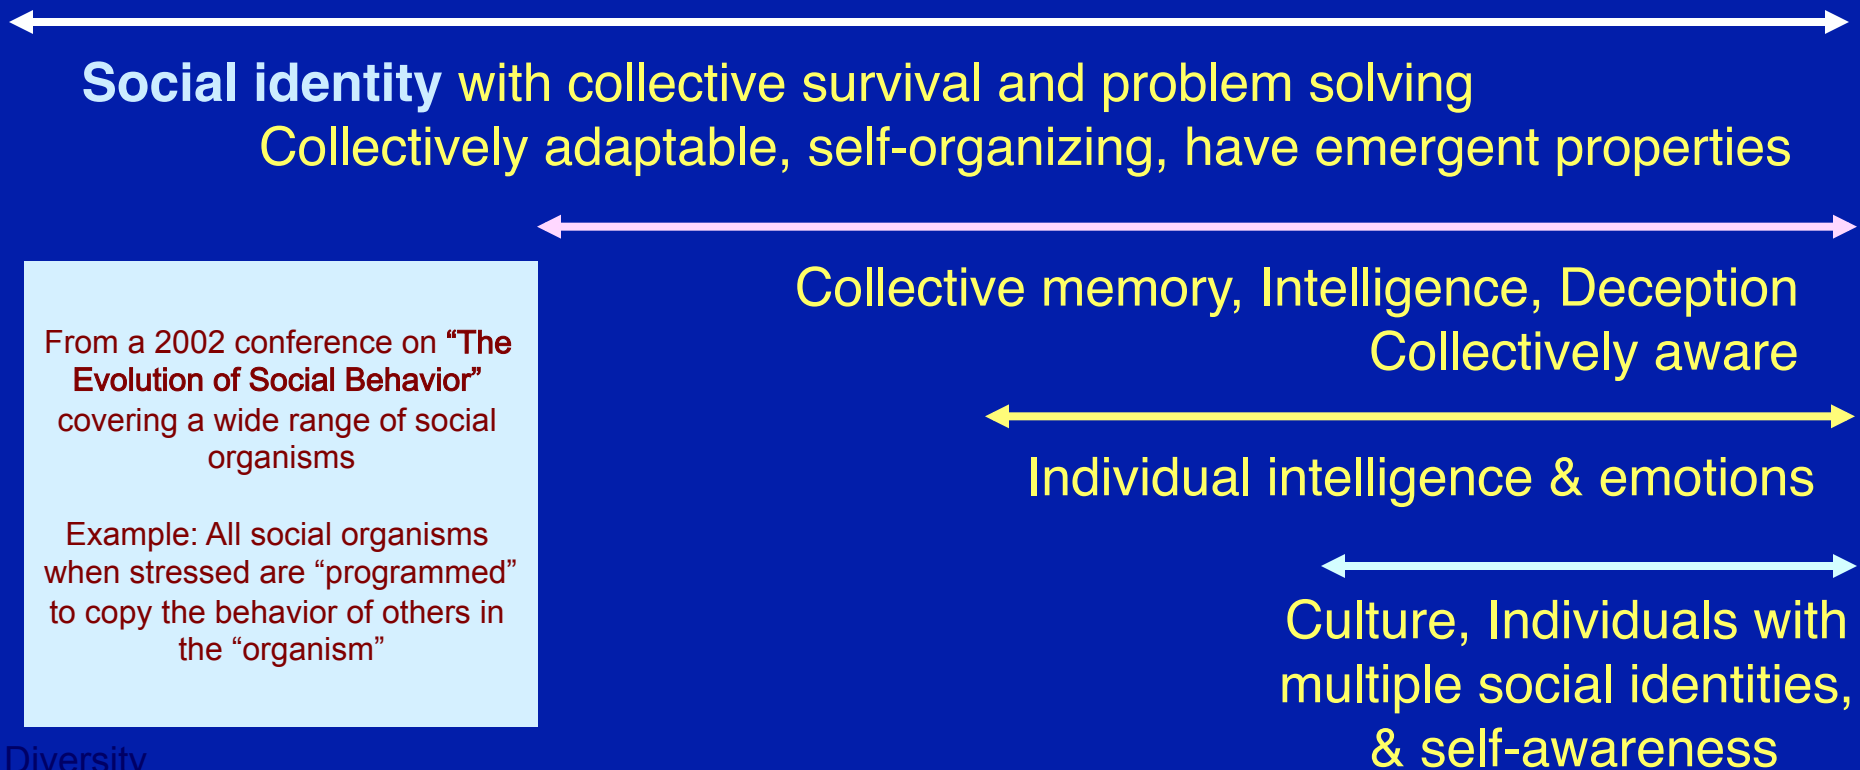 Social identity with collective survival and problem solving
Collectively adaptable, self-organizing, have emergent properties
Collective memory, Intelligence, Deception
Collectively aware
From a 2002 conference on “The
Evolution of Social Behavior”
covering a wide range of social
organisms
Example: All social organisms
when stressed are “programmed”
to copy the behavior of others in
the “organism”
Individual intelligence & emotions
Culture, Individuals with
multiple social identities,
& self-awareness
Diversity